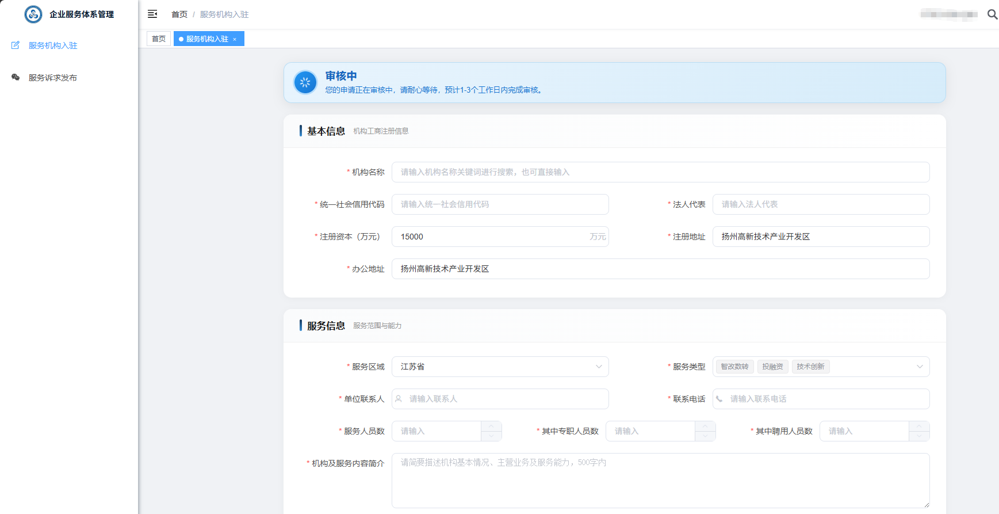 企业服务体系管理
首页 / 服务机构入驻
首页
服务机构入驻 ×
服务机构入驻
服务诉求发布
审核中
您的申请正在审核中，请耐心等待，预计1-3个工作日内完成审核。
基本信息 机构工商注册信息
* 机构名称 请输入机构名称关键词进行搜索，也可直接输入
* 统一社会信用代码 请输入统一社会信用代码 * 法人代表 请输入法人代表
* 注册资本（万元） 15000 万元 * 注册地址 扬州高新技术产业开发区
* 办公地址 扬州高新技术产业开发区
服务信息 服务范围与能力
* 服务区域 江苏省 * 服务类型 智改数转 投融资 技术创新
* 单位联系人 请输入联系人 * 联系电话 请输入联系电话
* 服务人员数 请输入 * 其中专职人员数 请输入 * 其中聘用人员数 请输入
* 机构及服务内容简介 请简要描述机构基本情况、主营业务及服务能力，500字内